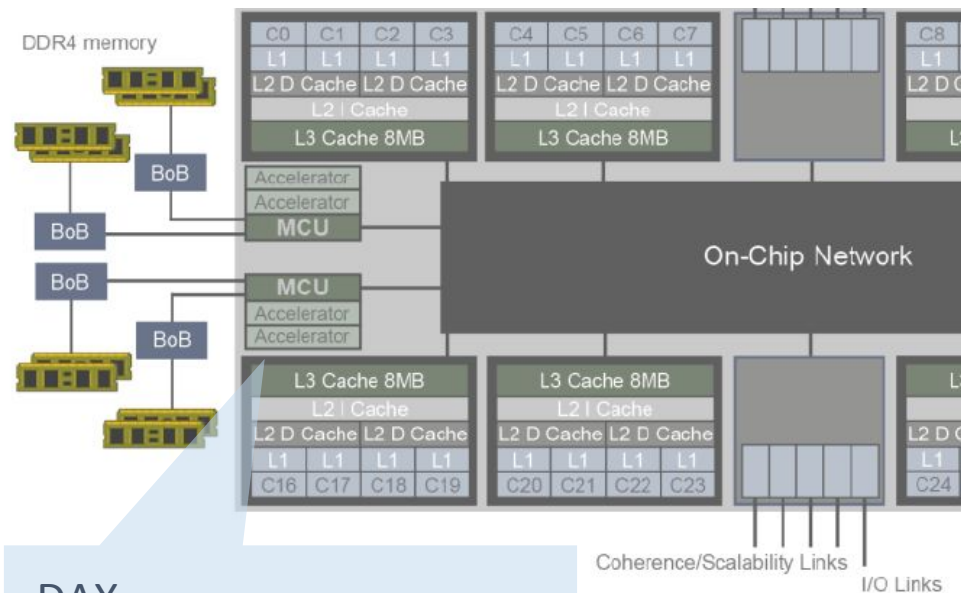 DDR4 memory
C0 C1 C2 C3
L1 L1 L1 L1
L2 D Cache L2 D Cache
L2 I Cache
L3 Cache 8MB
C4 C5 C6 C7
L1 L1 L1 L1
L2 D Cache L2 D Cache
L2 I Cache
L3 Cache 8MB
C8
L1
L2 D
BoB
BoB
Accelerator
Accelerator
MCU
On-Chip Network
BoB
BoB
MCU
Accelerator
Accelerator
L3 Cache 8MB
L2 I Cache
L2 D Cache L2 D Cache
L1 L1 L1 L1
C16 C17 C18 C19
L3 Cache 8MB
L2 I Cache
L2 D Cache L2 D Cache
L1 L1 L1 L1
C20 C21 C22 C23
L2 D
L1
C24
Coherence/Scalability Links
I/O Links
DAX